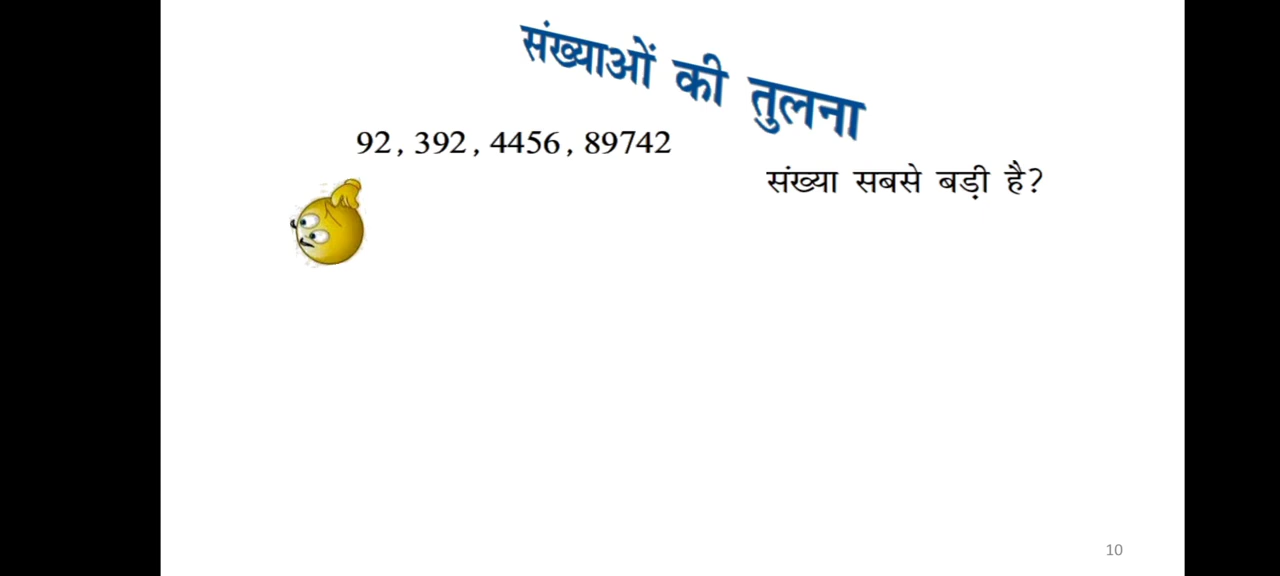 संख्याओं की तुलना
92, 392, 4456, 89742
संख्या सबसे बड़ी है?
10